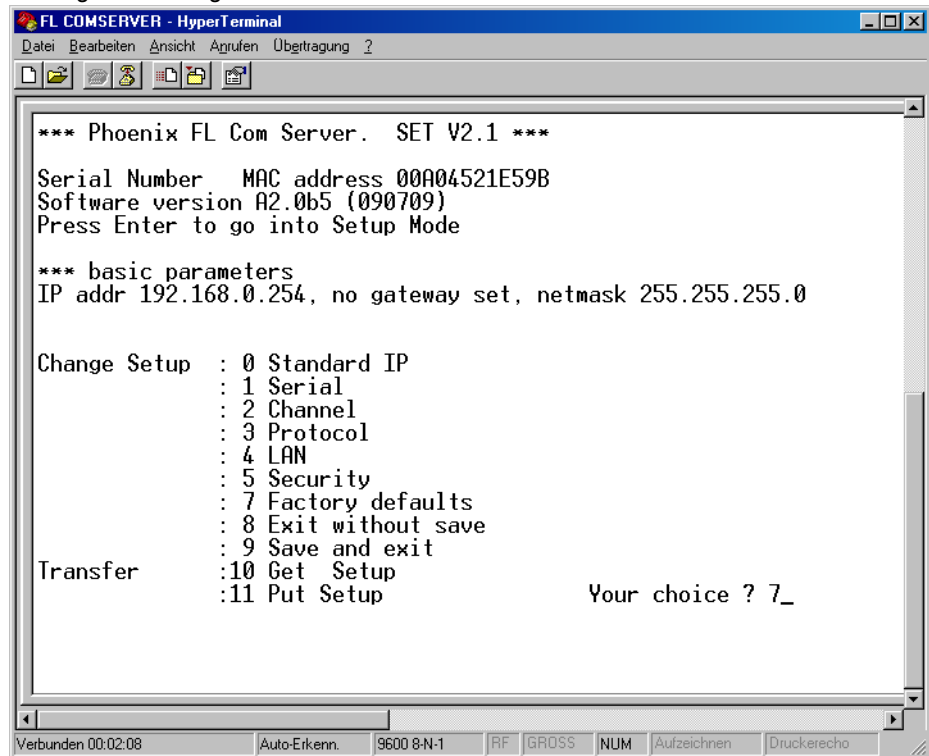 FL COMSERVER - HyperTerminal
Datei Bearbeiten Ansicht Anrufen Übertragung ?
*** Phoenix FL Com Server. SET V2.1 ***
Serial Number MAC address 00A04521E59B
Software version A2.0b5 (090709)
Press Enter to go into Setup Mode
*** basic parameters
IP addr 192.168.0.254, no gateway set, netmask 255.255.255.0
Change Setup : 0 Standard IP
: 1 Serial
: 2 Channel
: 3 Protocol
: 4 LAN
: 5 Security
: 7 Factory defaults
: 8 Exit without save
: 9 Save and exit
Transfer :10 Get Setup
:11 Put Setup Your choice ? 7_
Verbunden 00:02:08 Auto-Erkenn. 9600 8-N-1 RF GROSS NUM Aufzeichnen Druckerecho